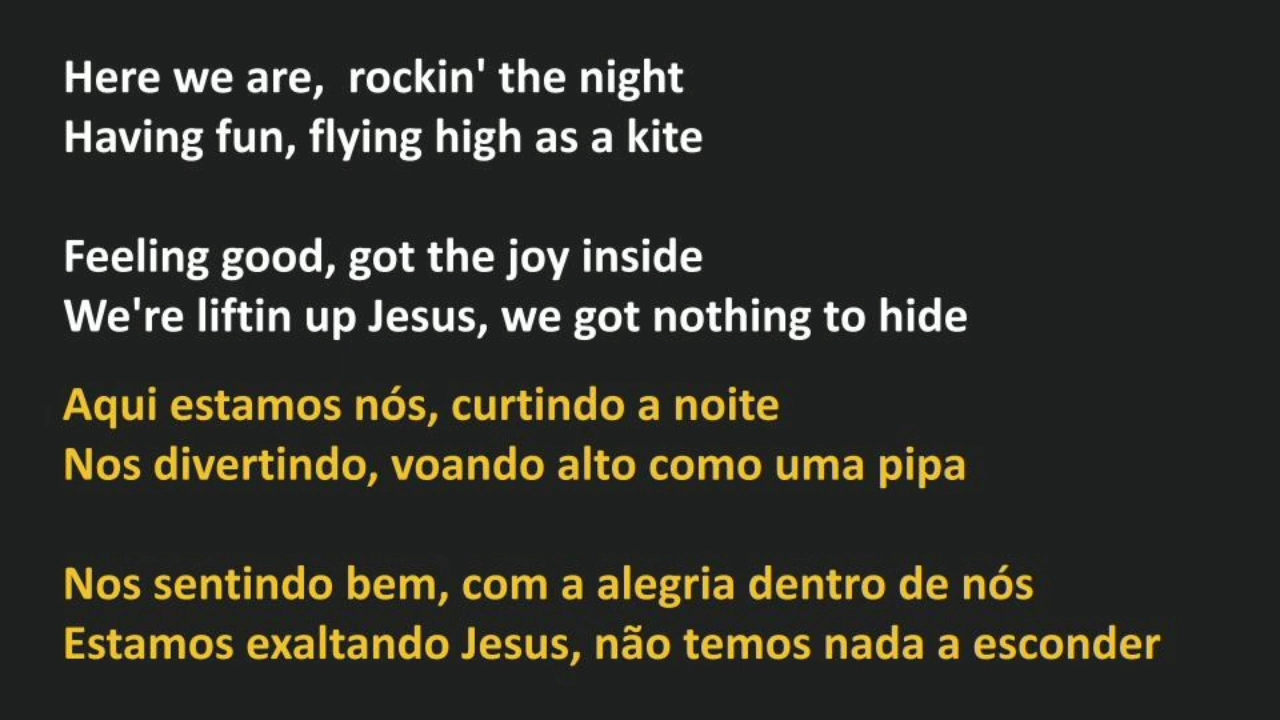 Here we are,  rockin' the night
Having fun, flying high as a kite
Feeling good, got the joy inside
We're liftin up Jesus, we got nothing to hide
Aqui estamos nós, curtindo a noite
Nos divertindo, voando alto como uma pipa
Nos sentindo bem, com a alegria dentro de nós
Estamos exaltando Jesus, não temos nada a esconder